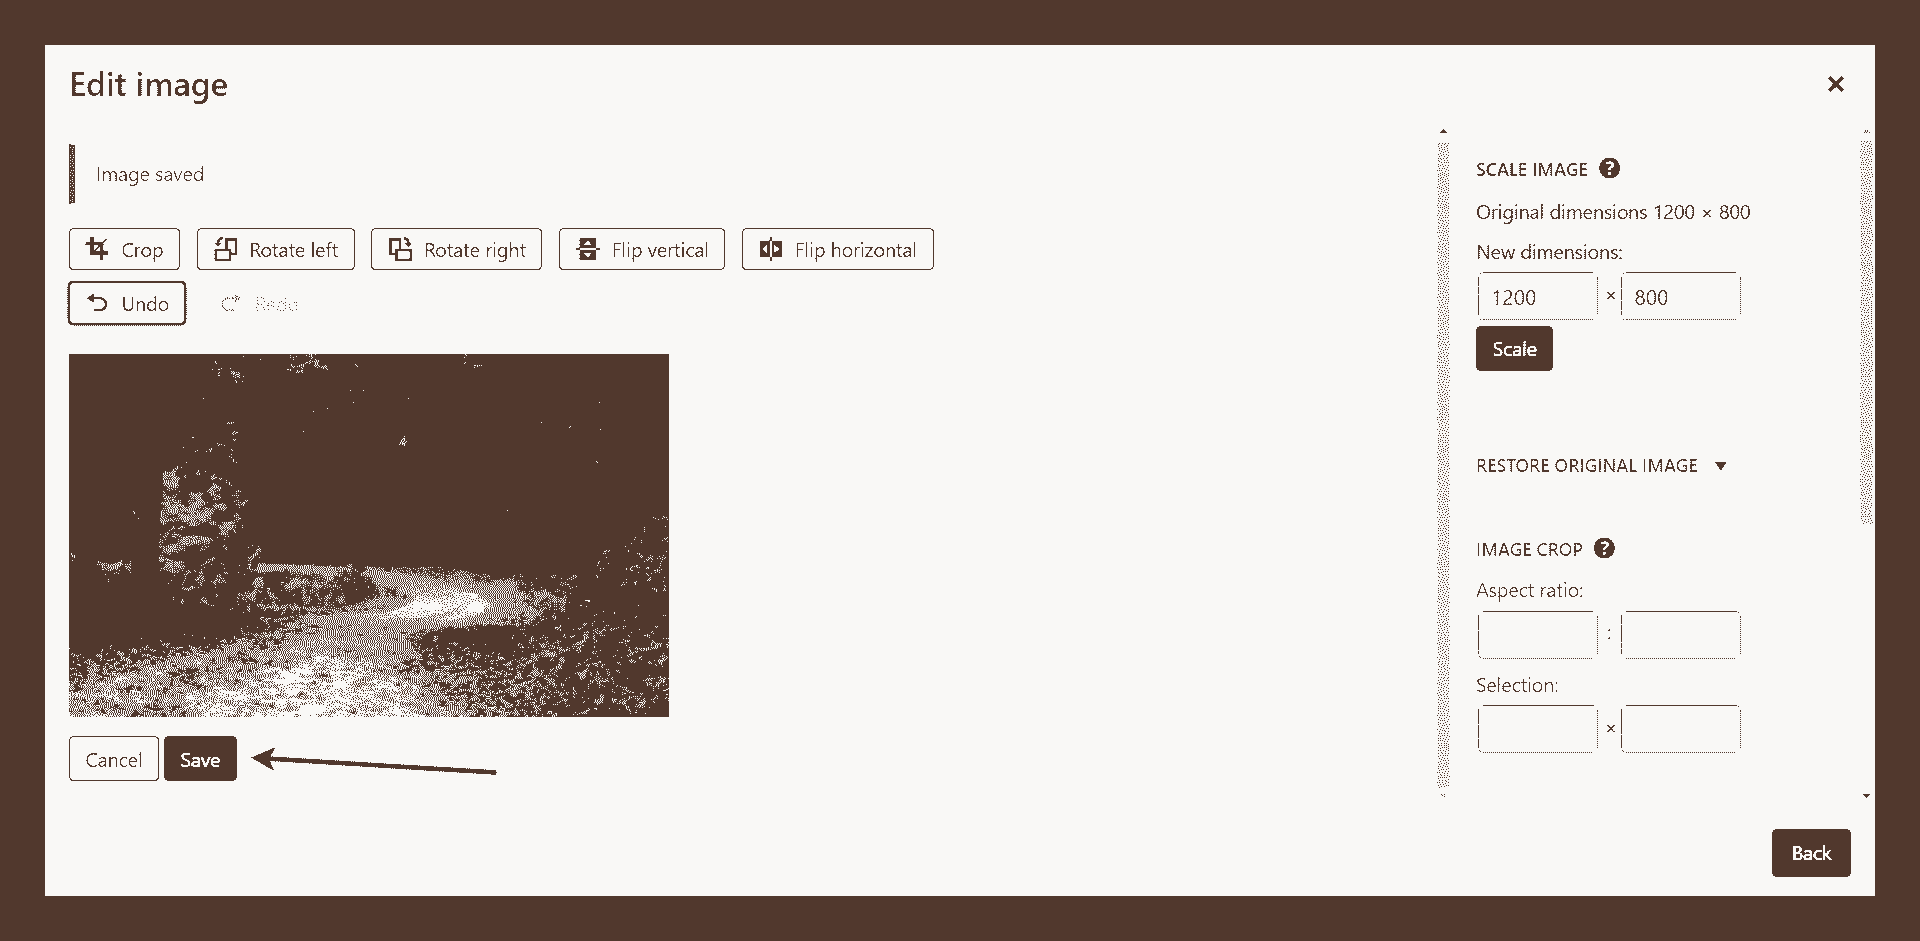 Edit image
Image saved
Crop Rotate left Rotate right Flip vertical Flip horizontal
Undo Redo
Cancel Save
SCALE IMAGE ?
Original dimensions 1200 × 800
New dimensions:
1200 × 800
Scale
RESTORE ORIGINAL IMAGE
IMAGE CROP ?
Aspect ratio:
:
Selection:
×
Back